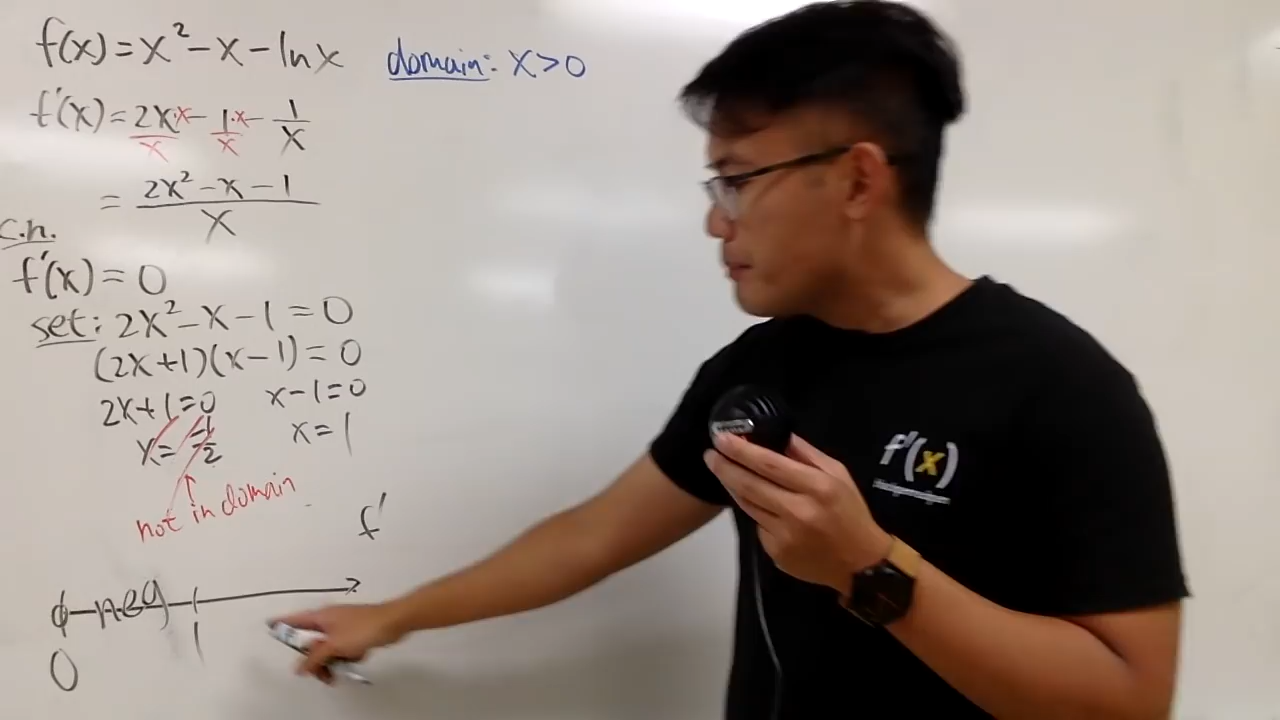 f(x) = x² - x - ln x
domain: x > 0
f'(x) = 2x·x/x - 1·x/x - 1/x
= (2x² - x - 1)/x
c.n.
f'(x) = 0
set: 2x² - x - 1 = 0
(2x + 1)(x - 1) = 0
2x + 1 = 0 x - 1 = 0
x = -1/2 x = 1
not in domain
f'
neg
0 1
f'(x)